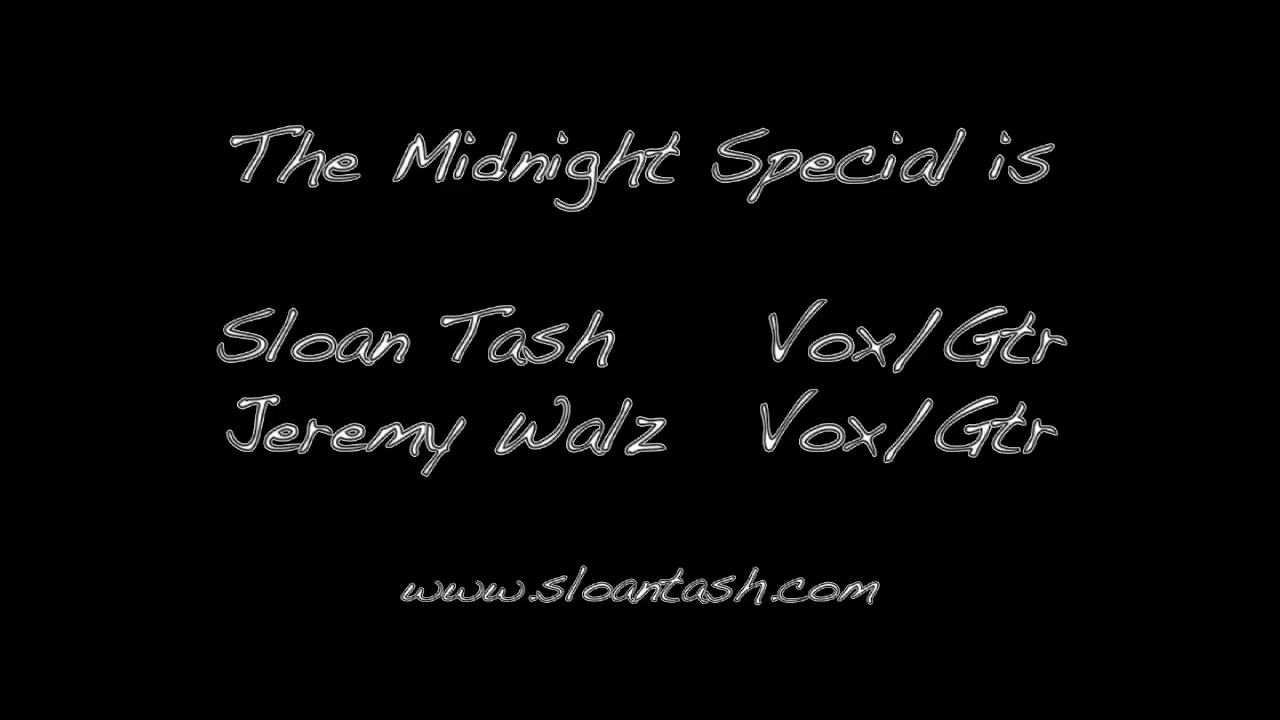 The Midnight Special is
Sloan Tash Vox/Gtr
Jeremy Walz Vox/Gtr
www.sloantash.com